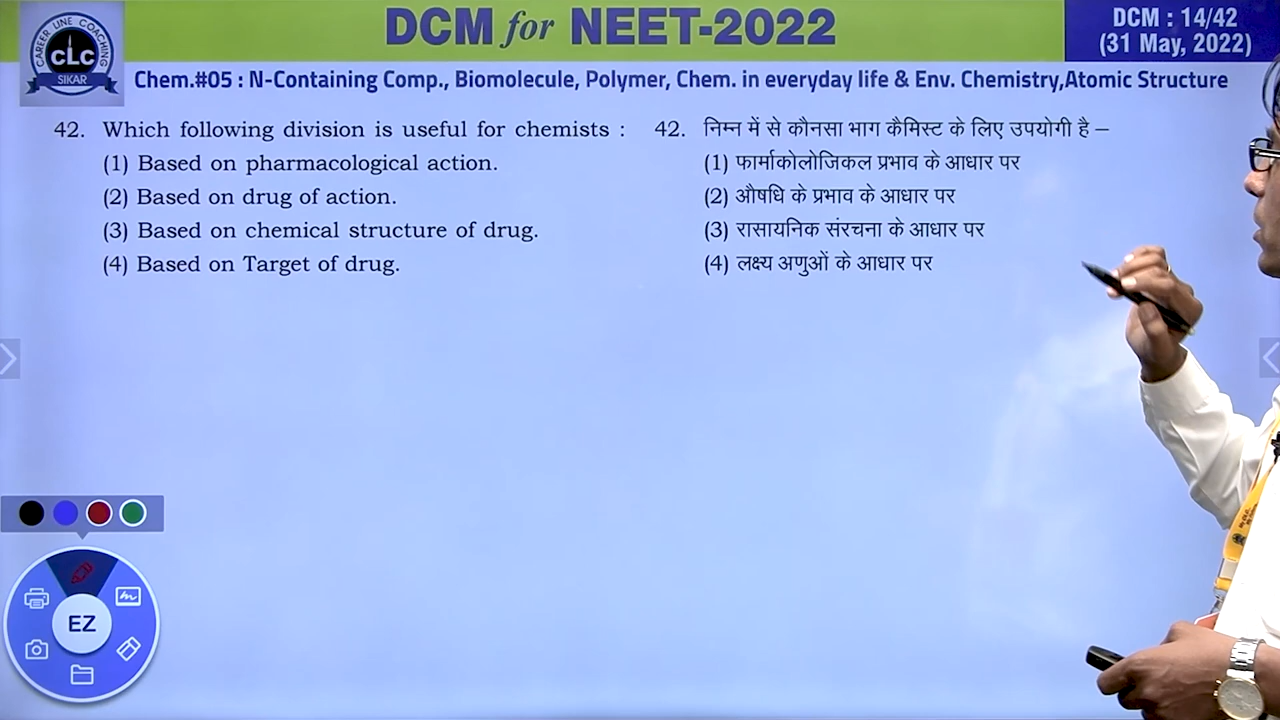 DCM for NEET-2022
DCM : 14/42
(31 May, 2022)
CAREER LINE COACHING
CLC
SIKAR
Chem.#05 : N-Containing Comp., Biomolecule, Polymer, Chem. in everyday life & Env. Chemistry,Atomic Structure
42. Which following division is useful for chemists :
(1) Based on pharmacological action.
(2) Based on drug of action.
(3) Based on chemical structure of drug.
(4) Based on Target of drug.
42. निम्न में से कौनसा भाग कैमिस्ट के लिए उपयोगी है –
(1) फार्माकोलोजिकल प्रभाव के आधार पर
(2) औषधि के प्रभाव के आधार पर
(3) रासायनिक संरचना के आधार पर
(4) लक्ष्य अणुओं के आधार पर
EZ